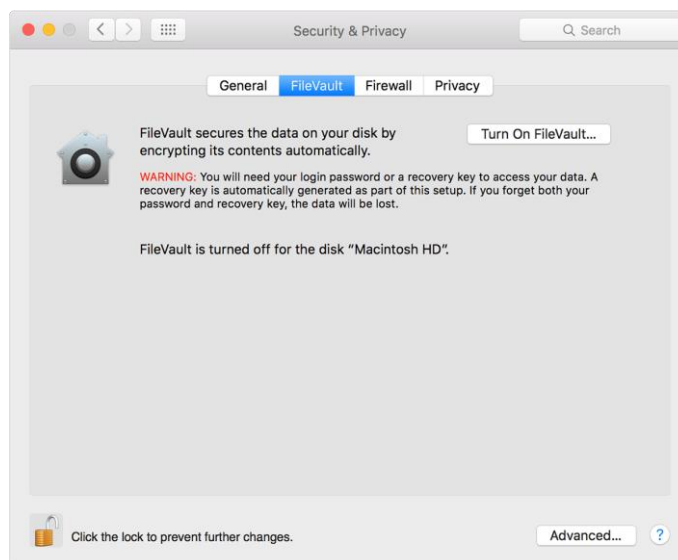 Security & Privacy
Search
General
FileVault
Firewall
Privacy
FileVault secures the data on your disk by
encrypting its contents automatically.
Turn On FileVault...
WARNING: You will need your login password or a recovery key to access your data. A
recovery key is automatically generated as part of this setup. If you forget both your
password and recovery key, the data will be lost.
FileVault is turned off for the disk “Macintosh HD”.
Click the lock to prevent further changes.
Advanced...
?